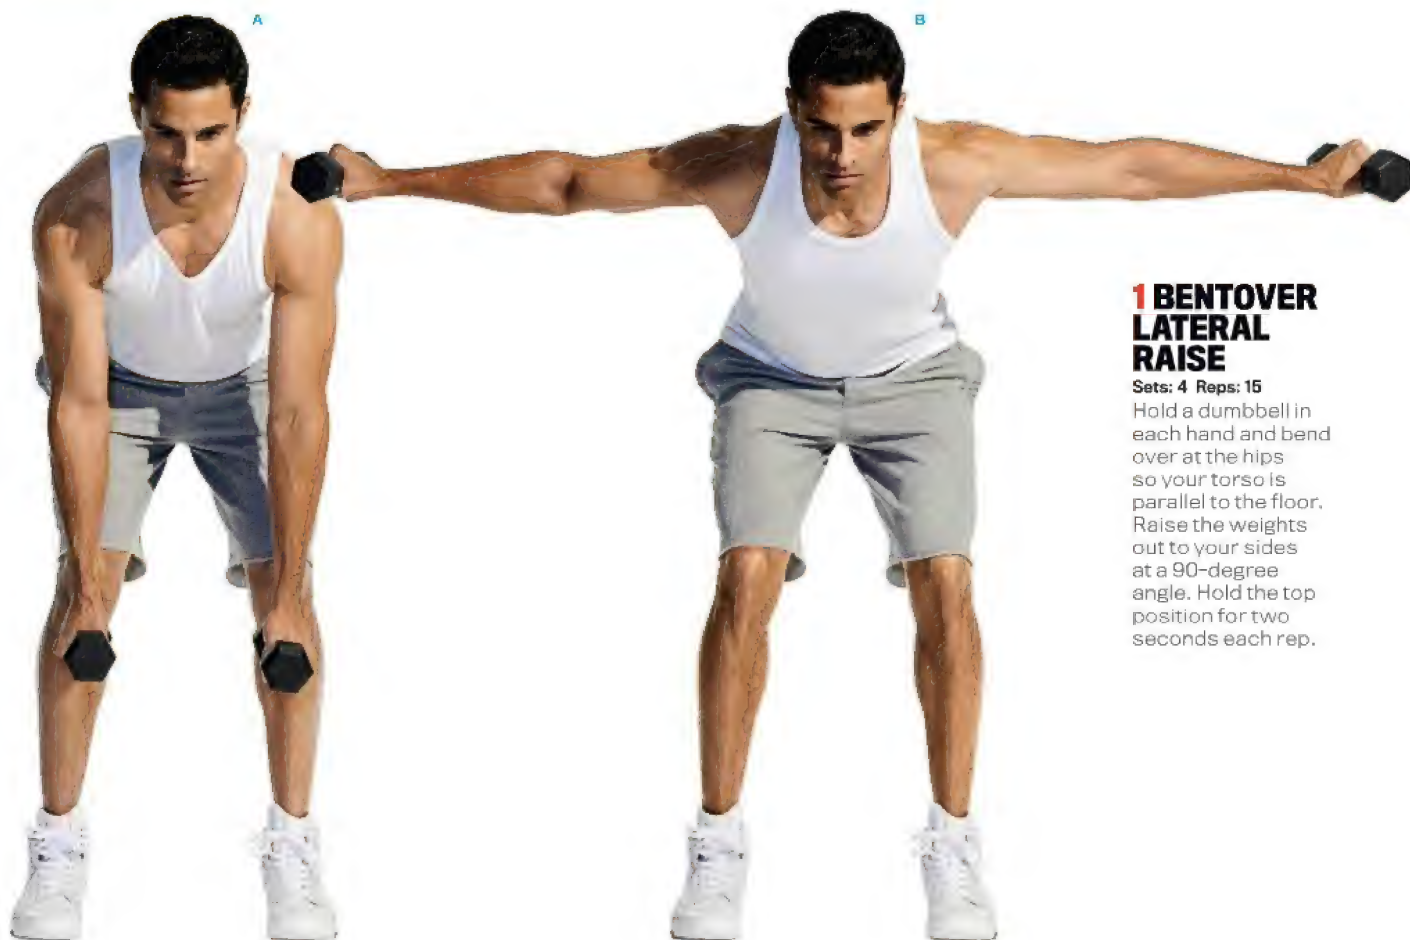 A
B
1 BENTOVER
LATERAL
RAISE
Sets: 4 Reps: 15
Hold a dumbbell in
each hand and bend
over at the hips
so your torso is
parallel to the floor.
Raise the weights
out to your sides
at a 90-degree
angle. Hold the top
position for two
seconds each rep.